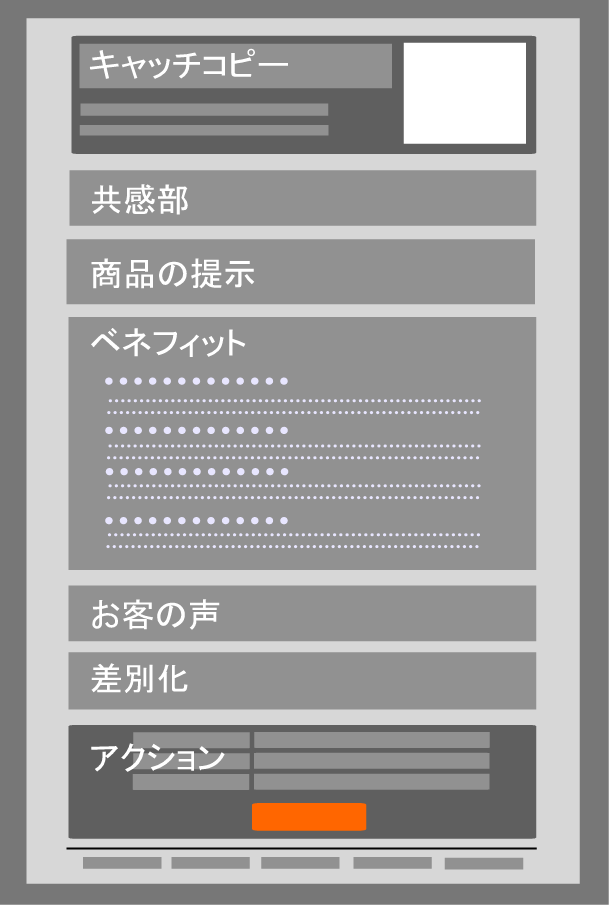 キャッチコピー
共感部
商品の提示
ベネフィット
お客の声
差別化
アクション